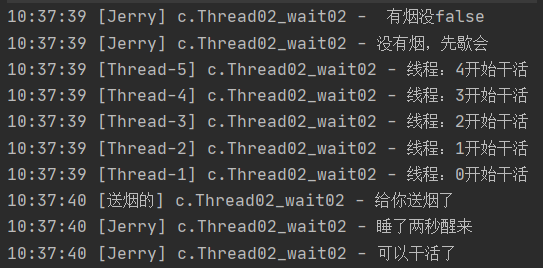 10:37:39 [Jerry] c.Thread02_wait02 -  有烟没false
10:37:39 [Jerry] c.Thread02_wait02 - 没有烟，先歇会
10:37:39 [Thread-5] c.Thread02_wait02 - 线程：4开始干活
10:37:39 [Thread-4] c.Thread02_wait02 - 线程：3开始干活
10:37:39 [Thread-3] c.Thread02_wait02 - 线程：2开始干活
10:37:39 [Thread-2] c.Thread02_wait02 - 线程：1开始干活
10:37:39 [Thread-1] c.Thread02_wait02 - 线程：0开始干活
10:37:40 [送烟的] c.Thread02_wait02 - 给你送烟了
10:37:40 [Jerry] c.Thread02_wait02 - 睡了两秒醒来
10:37:40 [Jerry] c.Thread02_wait02 - 可以干活了